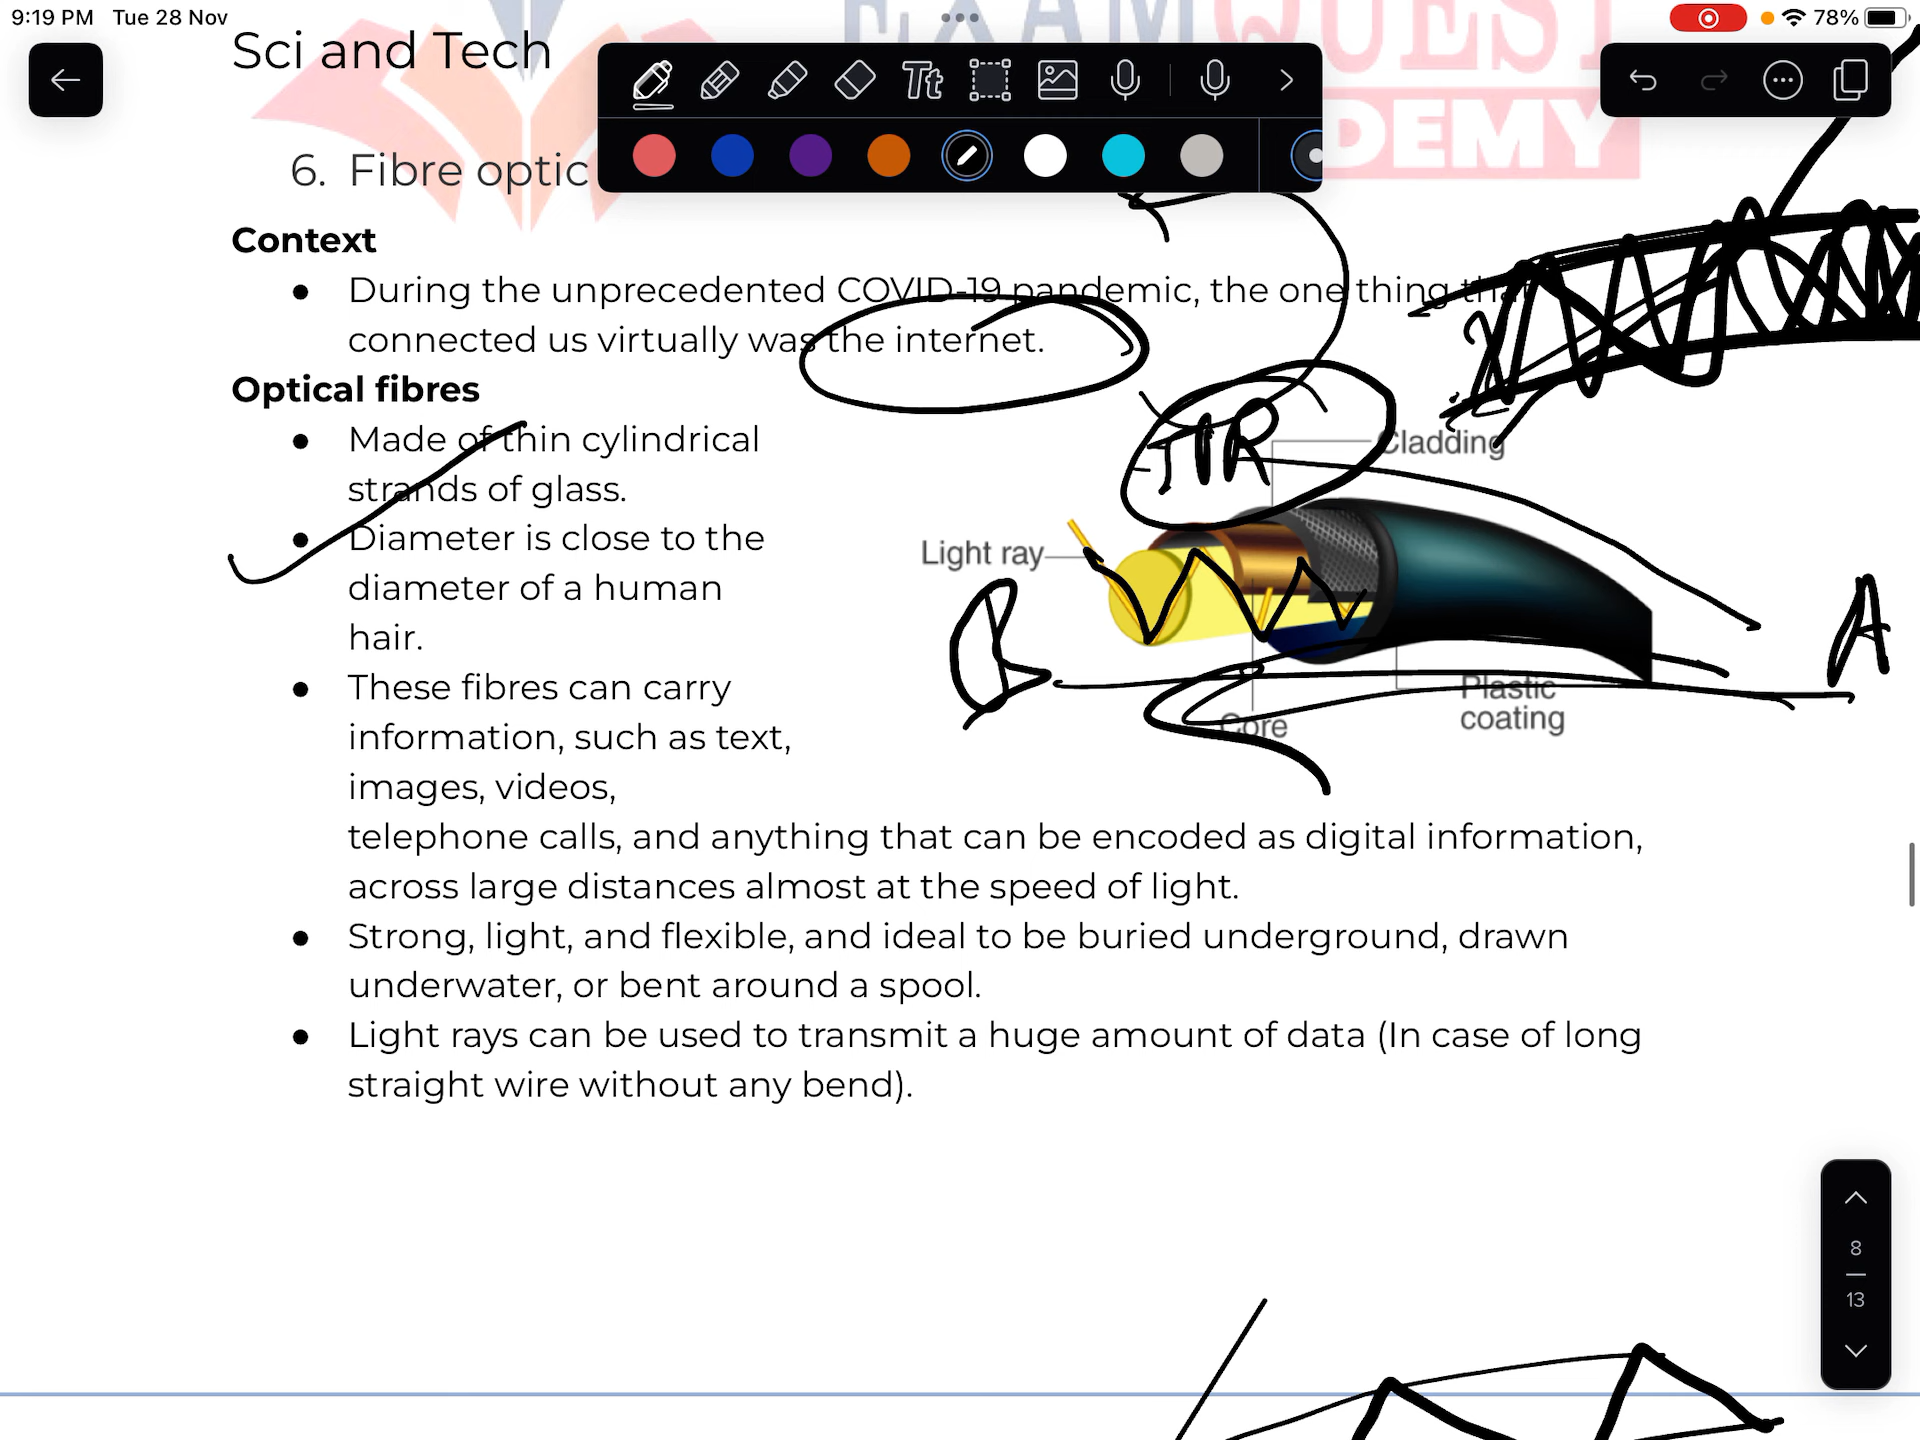 9:19 PM Tue 28 Nov
78%
EXAMQUEST
DEMY
Sci and Tech
Tt
6. Fibre optic
Context
● During the unprecedented COVID-19 pandemic, the one thing that
connected us virtually was the internet.
Optical fibres
● Made of thin cylindrical
strands of glass.
● Diameter is close to the
diameter of a human
hair.
● These fibres can carry
information, such as text,
images, videos,
telephone calls, and anything that can be encoded as digital information,
across large distances almost at the speed of light.
● Strong, light, and flexible, and ideal to be buried underground, drawn
underwater, or bent around a spool.
● Light rays can be used to transmit a huge amount of data (In case of long
straight wire without any bend).
TIR
Cladding
Light ray
A
Plastic
coating
Core
8
13